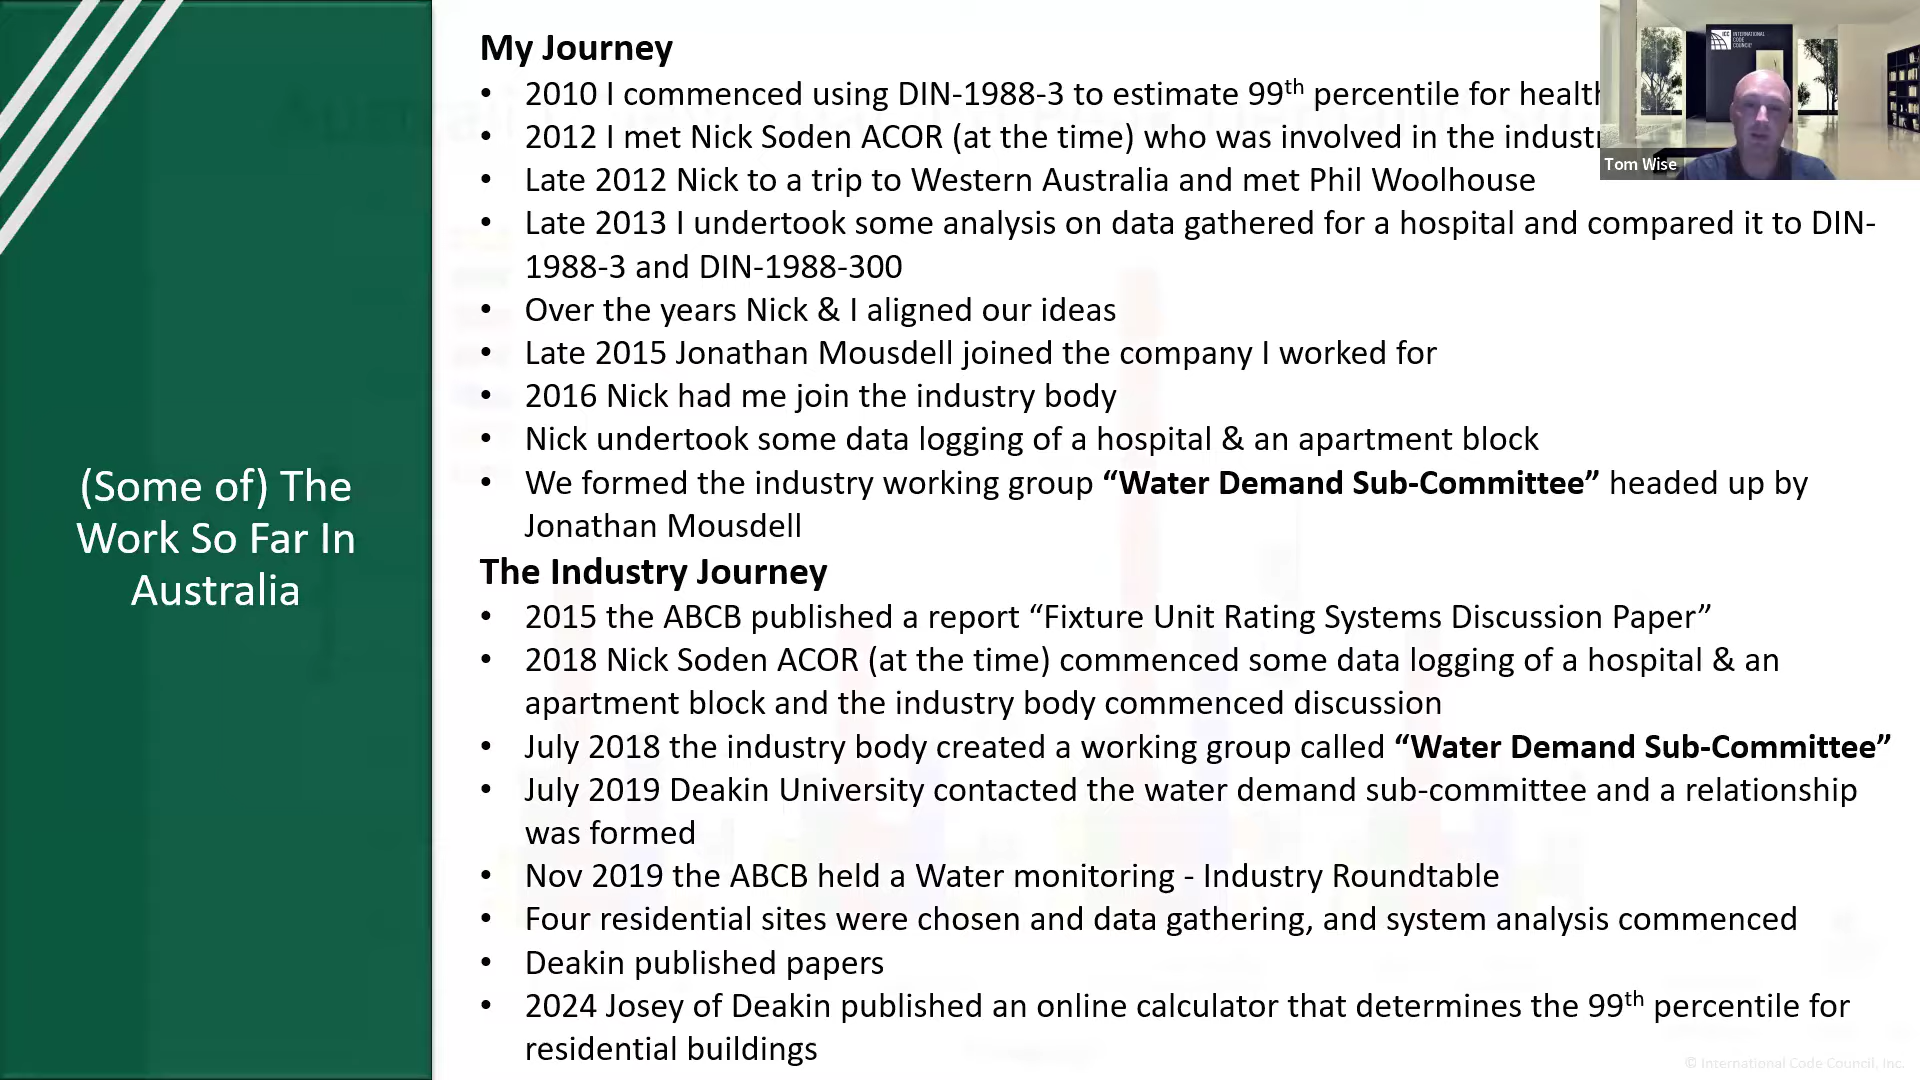 (Some of) The
Work So Far In
Australia
My Journey
• 2010 I commenced using DIN-1988-3 to estimate 99th percentile for
• 2012 I met Nick Soden ACOR (at the time) who was involved in the
• Late 2012 Nick to a trip to Western Australia and met Phil Woolhouse
• Late 2013 I undertook some analysis on data gathered for a hospital and compared it to DIN-
1988-3 and DIN-1988-300
• Over the years Nick & I aligned our ideas
• Late 2015 Jonathan Mousdell joined the company I worked for
• 2016 Nick had me join the industry body
• Nick undertook some data logging of a hospital & an apartment block
• We formed the industry working group “Water Demand Sub-Committee” headed up by
Jonathan Mousdell
The Industry Journey
• 2015 the ABCB published a report “Fixture Unit Rating Systems Discussion Paper”
• 2018 Nick Soden ACOR (at the time) commenced some data logging of a hospital & an
apartment block and the industry body commenced discussion
• July 2018 the industry body created a working group called “Water Demand Sub-Committee”
• July 2019 Deakin University contacted the water demand sub-committee and a relationship
was formed
• Nov 2019 the ABCB held a Water monitoring - Industry Roundtable
• Four residential sites were chosen and data gathering, and system analysis commenced
• Deakin published papers
• 2024 Josey of Deakin published an online calculator that determines the 99th percentile for
residential buildings
ICC INTERNATIONAL
CODE
COUNCIL
Tom Wise
© International Code Council, Inc.